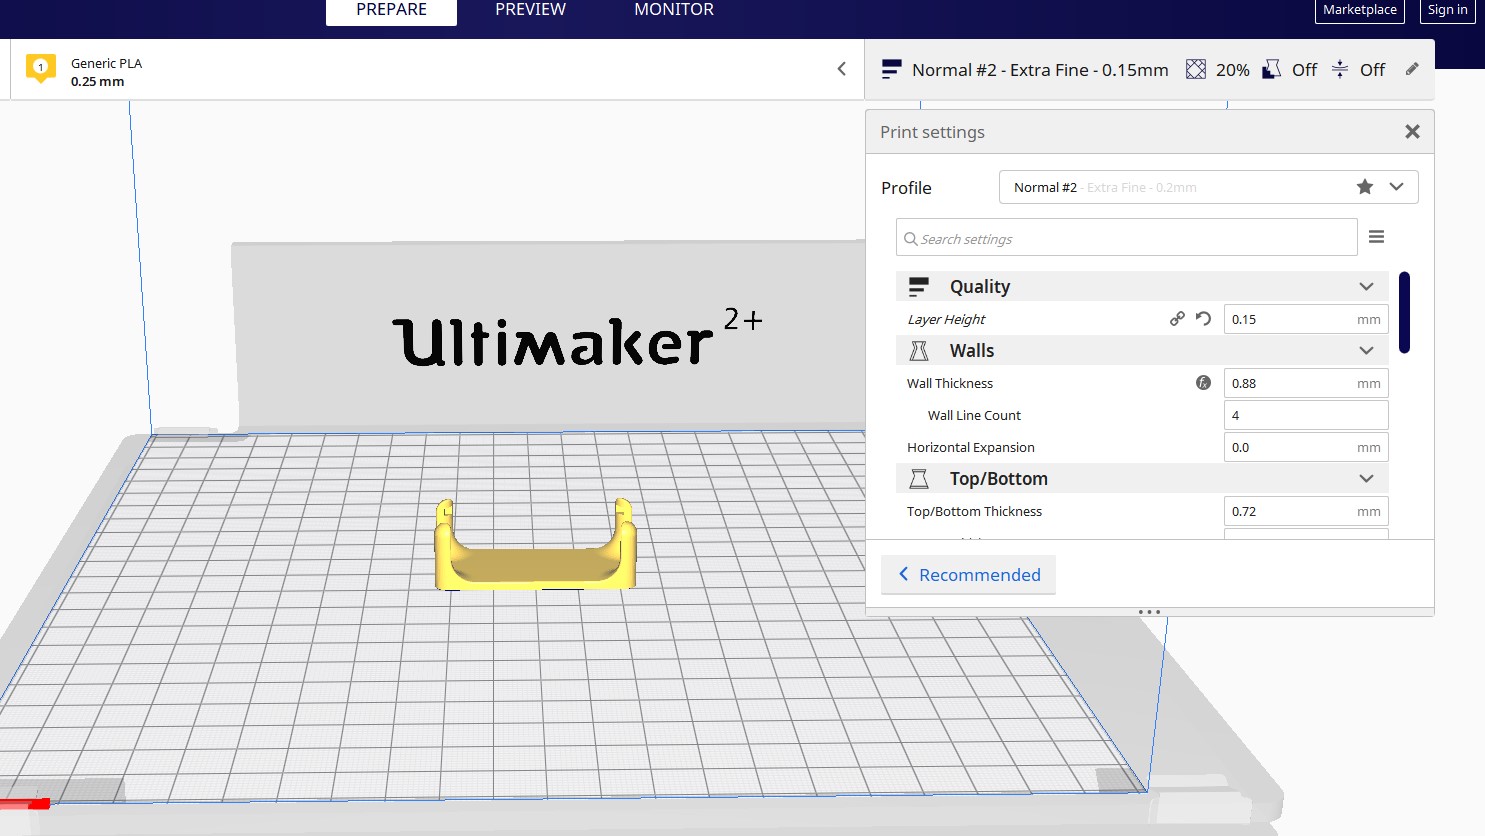 PREPARE
PREVIEW
MONITOR
Marketplace
Sign in
1
Generic PLA
0.25 mm
Normal #2 - Extra Fine - 0.15mm
20%
Off
Off
Print settings
Profile
Normal #2 - Extra Fine - 0.2mm
Search settings
Quality
Layer Height
0.15 mm
Walls
Wall Thickness
0.88 mm
Wall Line Count
4
Horizontal Expansion
0.0 mm
Top/Bottom
Top/Bottom Thickness
0.72 mm
Recommended
Ultimaker 2+